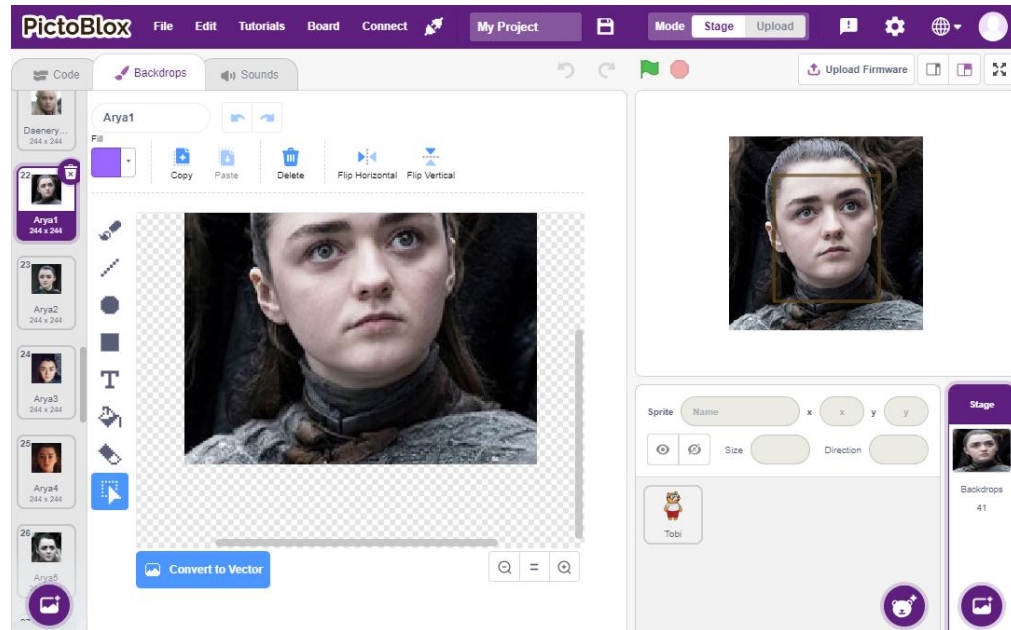 PictoBlox File Edit Tutorials Board Connect My Project Mode Stage Upload
Code Backdrops Sounds Upload Firmware
Daenery...
244 x 244
Arya1
Fill
Copy Paste Delete Flip Horizontal Flip Vertical
22
Arya1
244 x 244
23
Arya2
244 x 244
24
Arya3
244 x 244
25
Arya4
244 x 244
26
Arya5
T
Convert to Vector
Sprite Name x x y y
Size Direction
Tobi
Stage
Backdrops
41